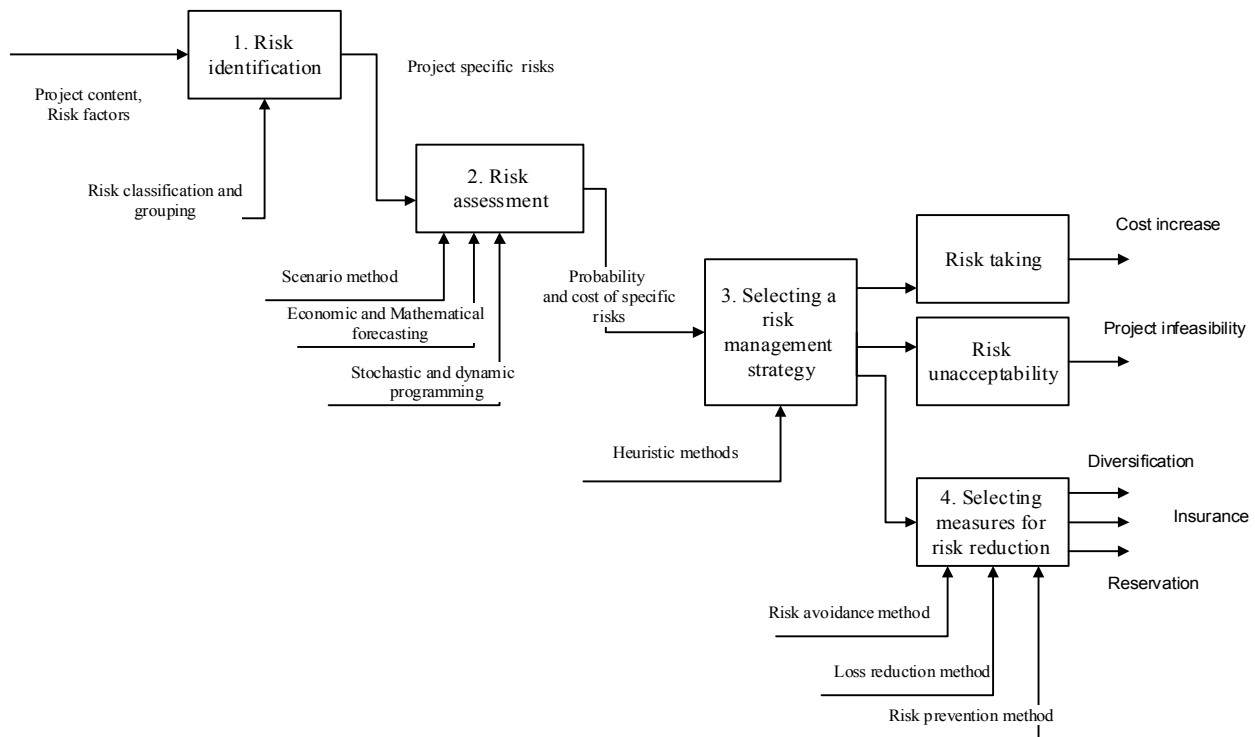 1. Risk
identification
Project specific risks
Project content,
Risk factors
2. Risk
assessment
Risk classification and
grouping
Cost increase
Risk taking
Scenario method
Probability
and cost of specific
risks
3. Selecting a
risk
management
strategy
Economic and Mathematical
forecasting
Project infeasibility
Risk
unacceptability
Stochastic and dynamic
programming
Heuristic methods
Diversification
4. Selecting
measures for
risk reduction
Insurance
Reservation
Risk avoidance method
Loss reduction method
Risk prevention method